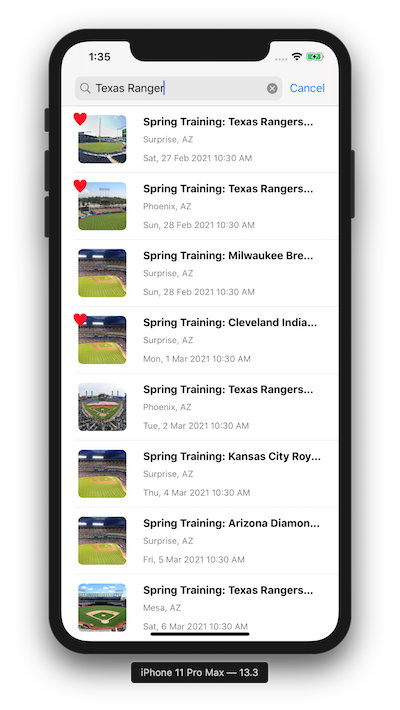 1:35
Texas Ranger
Cancel
Spring Training: Texas Rangers...
Surprise, AZ
Sat, 27 Feb 2021 10:30 AM
Spring Training: Texas Rangers...
Phoenix, AZ
Sun, 28 Feb 2021 10:30 AM
Spring Training: Milwaukee Bre...
Surprise, AZ
Sun, 28 Feb 2021 10:30 AM
Spring Training: Cleveland India...
Surprise, AZ
Mon, 1 Mar 2021 10:30 AM
Spring Training: Texas Rangers...
Phoenix, AZ
Tue, 2 Mar 2021 10:30 AM
Spring Training: Kansas City Roy...
Surprise, AZ
Thu, 4 Mar 2021 10:30 AM
Spring Training: Arizona Diamon...
Surprise, AZ
Fri, 5 Mar 2021 10:30 AM
Spring Training: Texas Rangers...
Mesa, AZ
Sat, 6 Mar 2021 10:30 AM
iPhone 11 Pro Max — 13.3